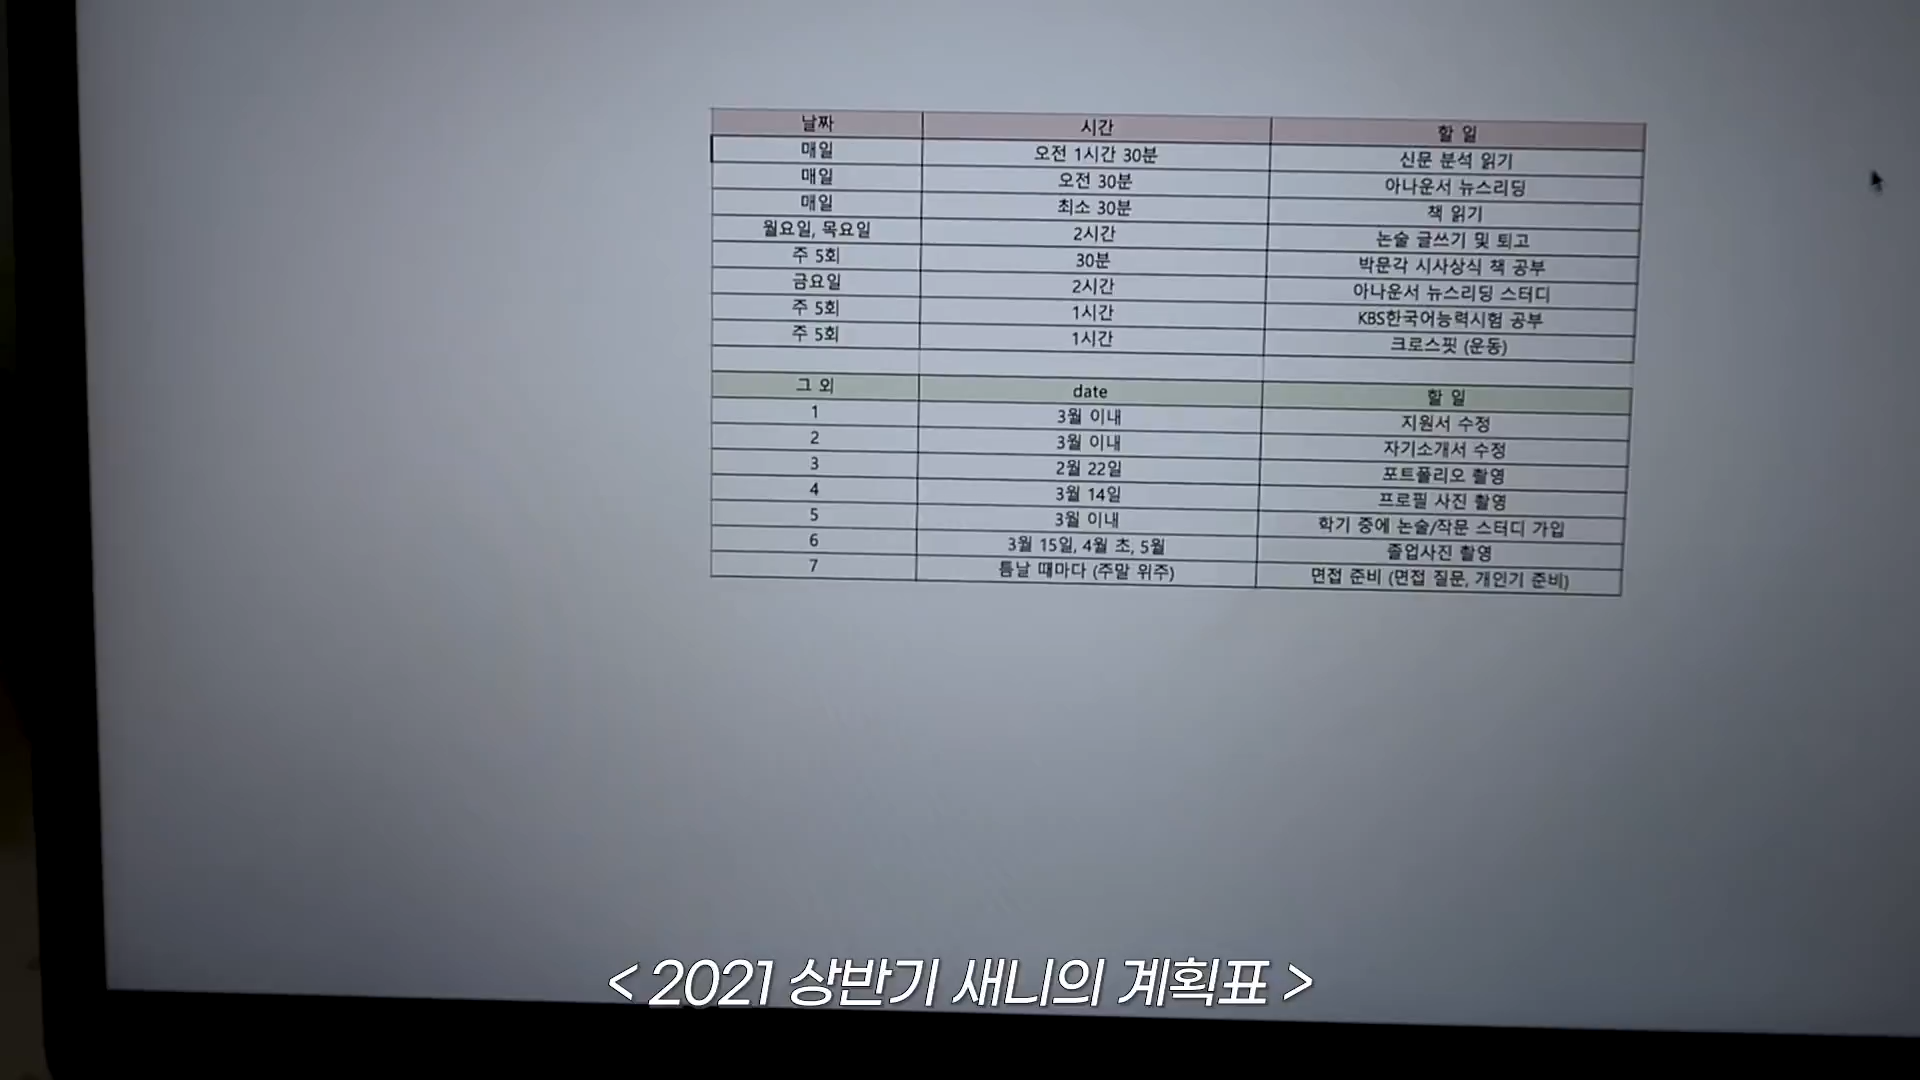 날짜 시간 할 일
매일 오전 1시간 30분 신문 분석 읽기
매일 오전 30분 아나운서 뉴스리딩
매일 최소 30분 책 읽기
월요일, 목요일 2시간 논술 글쓰기 및 퇴고
주 5회 30분 박문각 시사상식 책 공부
금요일 2시간 아나운서 뉴스리딩 스터디
주 5회 1시간 KBS한국어능력시험 공부
주 5회 1시간 크로스핏 (운동)
그 외 date 할 일
1 3월 이내 지원서 수정
2 3월 이내 자기소개서 수정
3 2월 22일 포트폴리오 촬영
4 3월 14일 프로필 사진 촬영
5 3월 이내 학기 중에 논술/작문 스터디 가입
6 3월 15일, 4월 초, 5월 졸업사진 촬영
7 틈날 때마다 (주말 위주) 면접 준비 (면접 질문, 개인기 준비)
< 2021 상반기 새니의 계획표 >